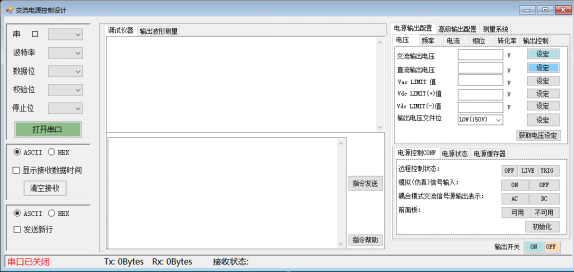 交流电源控制设计
串 口
波特率
数据位
校验位
停止位
打开串口
ASCII HEX
显示接收数据时间
清空接收
ASCII HEX
发送新行
调试仪器 输出波形测量
指令发送
指令帮助
电源输出配置 高级输出配置 测量系统
电压 频率 电流 相位 转化率 输出控制
交流输出电压 V 设定
直流输出电压 V 设定
Vac LIMIT 值 V 设定
Vdc LIMIT(+)值 V 设定
Vdc LIMIT(-)值 V 设定
输出电压文件位 LOW(150V) 设定
获取电压设定
电源控制CONF 电源状态 电源缓存器
远程控制状态: OFF LIVE TRIG
模拟(仿真)信号输入: ON OFF
耦合模式交流信号源输出表示: AC DC
前面板: 可用 不可用
初始化
输出开关 ON OFF
串口已关闭 Tx: 0Bytes Rx: 0Bytes 接收状态: